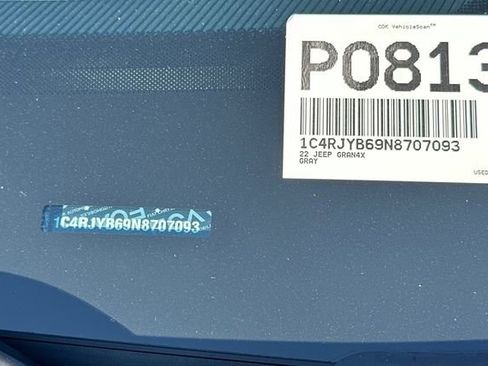 CDK VehicleScan™
P0813
1C4RJYB69N8707093
22 JEEP GRAN4X
GRAY
USED
1C4RJYB69N8707093